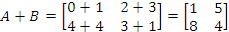 A + B = [0 + 1 2 + 3
4 + 4 3 + 1] = [1 5
8 4]